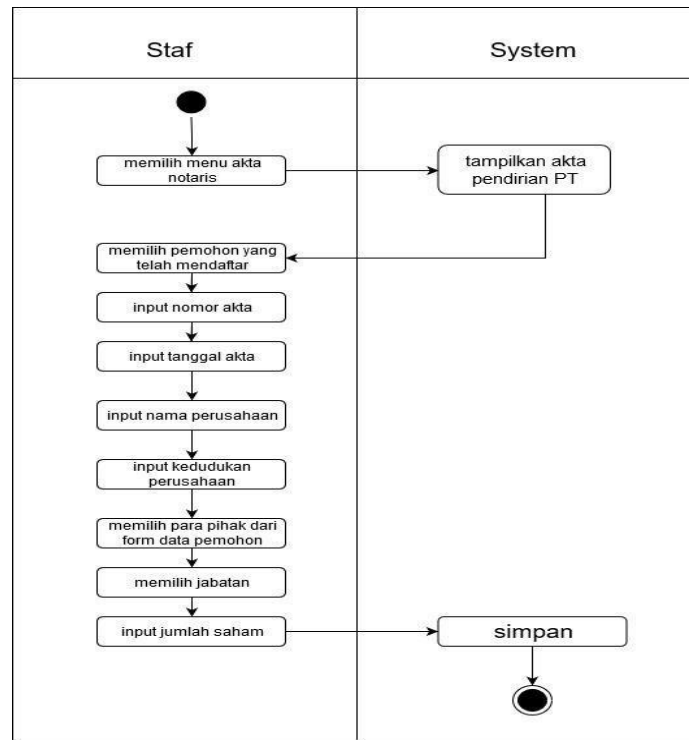 Staf
System
memilih menu akta
notaris
tampilkan akta
pendirian PT
memilih pemohon yang
telah mendaftar
input nomor akta
input tanggal akta
input nama perusahaan
input kedudukan
perusahaan
memilih para pihak dari
form data pemohon
memilih jabatan
input jumlah saham
simpan